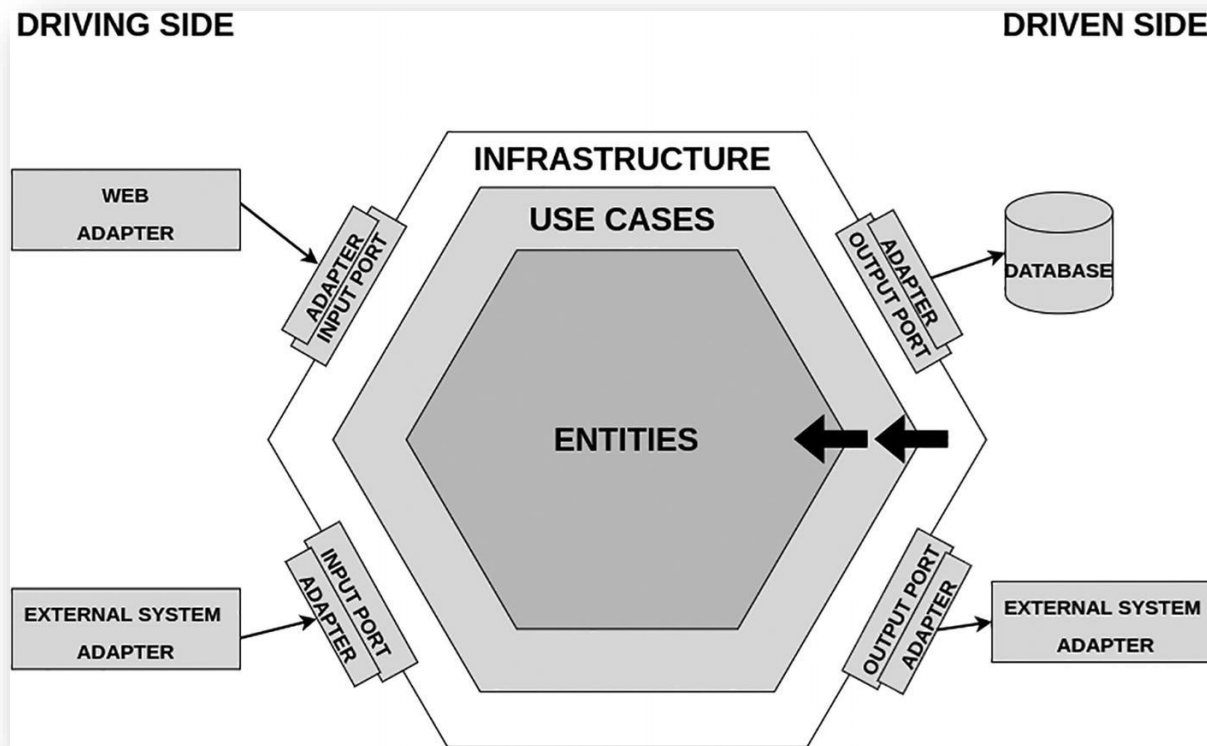 DRIVING SIDE
DRIVEN SIDE
INFRASTRUCTURE
USE CASES
ENTITIES
WEB
ADAPTER
ADAPTER
INPUT PORT
ADAPTER
OUTPUT PORT
DATABASE
EXTERNAL SYSTEM
ADAPTER
INPUT PORT
ADAPTER
OUTPUT PORT
ADAPTER
EXTERNAL SYSTEM
ADAPTER